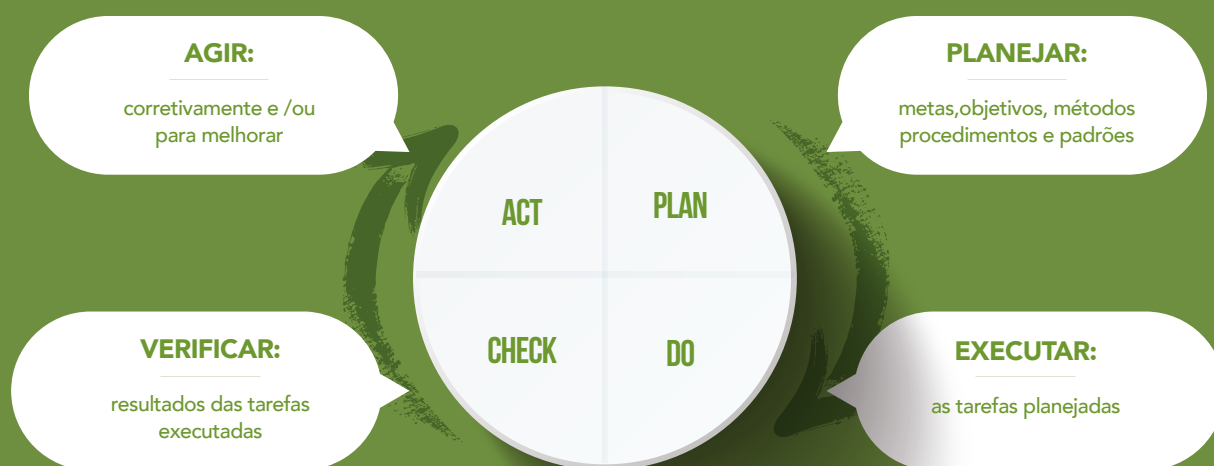 AGIR:
corretivamente e /ou
para melhorar
PLANEJAR:
metas,objetivos, métodos
procedimentos e padrões
ACT
PLAN
CHECK
DO
VERIFICAR:
resultados das tarefas
executadas
EXECUTAR:
as tarefas planejadas